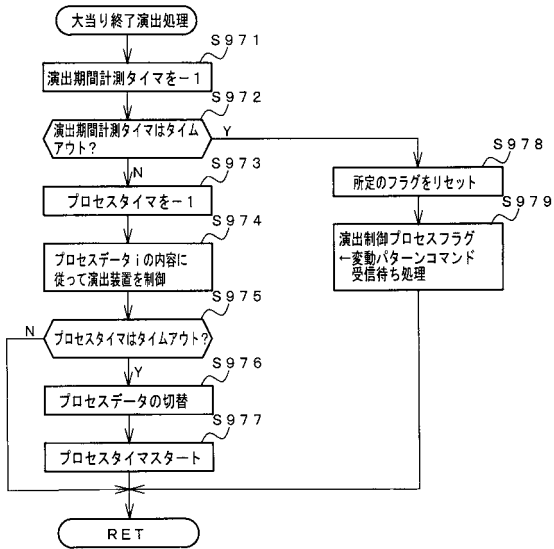 大当り終了演出処理
S971
演出期間計測タイマを－1
S972
演出期間計測タイマはタイム
アウト?
Y
N
S973
プロセスタイマを－1
S974
プロセスデータiの内容に
従って演出装置を制御
S975
プロセスタイマはタイムアウト?
N
Y
S976
プロセスデータの切替
S977
プロセスタイマスタート
S978
所定のフラグをリセット
S979
演出制御プロセスフラグ
←変動パターンコマンド
受信待ち処理
RET